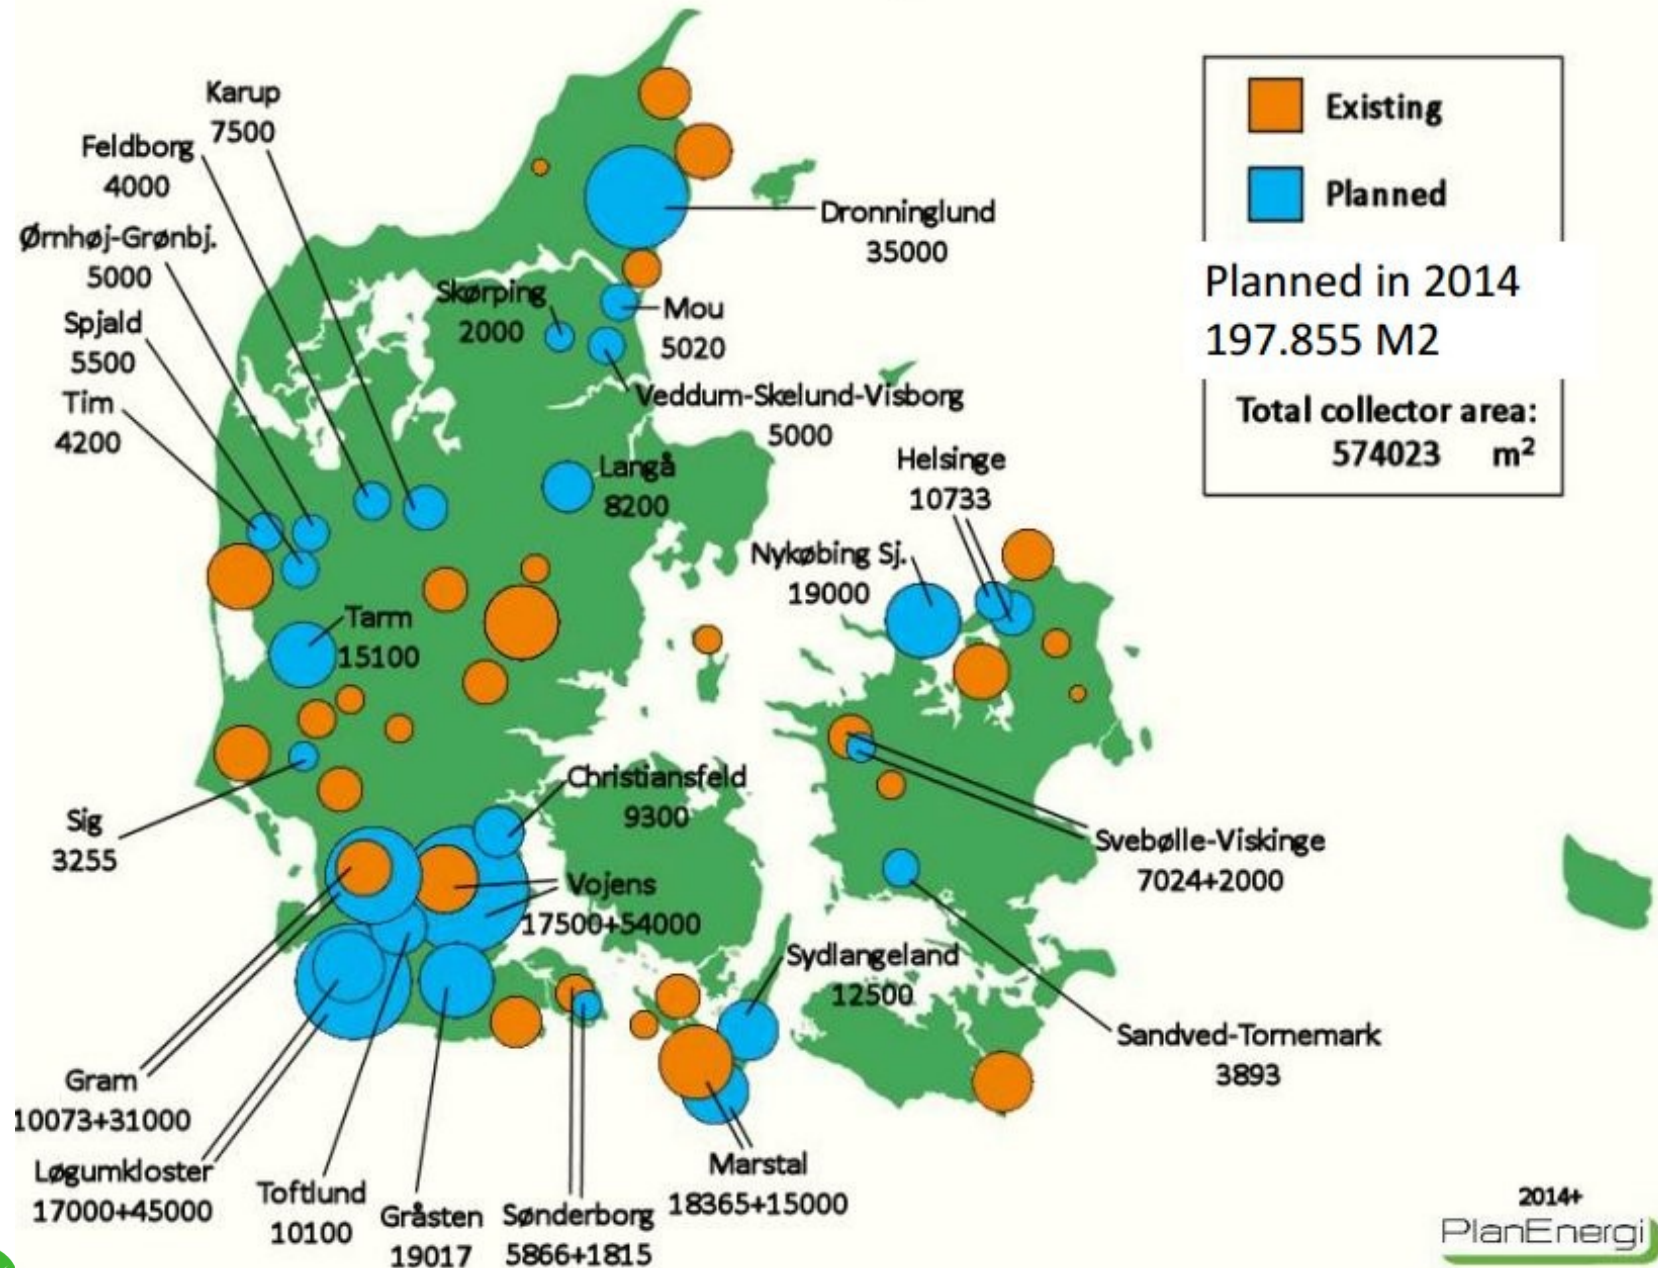 Karup
7500
Feldborg
4000
Ørnhøj-Grønbj.
5000
Spjald
5500
Tim
4200
Skørping
2000
Dronninglund
35000
Mou
5020
Veddum-Skelund-Visborg
5000
Langå
8200
Helsinge
10733
Nykøbing Sj.
19000
Tarm
15100
Sig
3255
Christiansfeld
9300
Vojens
17500+54000
Svebølle-Viskinge
7024+2000
Sydlangeland
12500
Sandved-Tornemark
3893
Gram
10073+31000
Løgumkloster
17000+45000
Toftlund
10100
Gråsten
19017
Sønderborg
5866+1815
Marstal
18365+15000
Existing
Planned
Planned in 2014
197.855 M2
Total collector area:
574023 m²
2014+
PlanEnergi